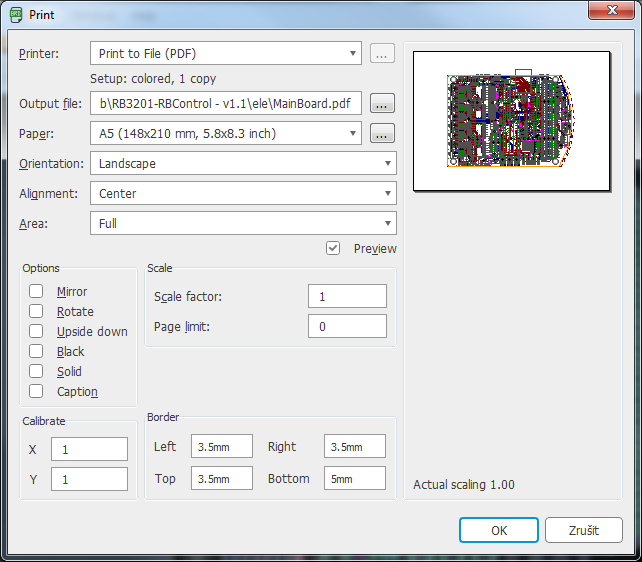 Print
Printer: Print to File (PDF) ...
Setup: colored, 1 copy
Output file: b\RB3201-RBControl - v1.1\ele\MainBoard.pdf ...
Paper: A5 (148x210 mm, 5.8x8.3 inch) ...
Orientation: Landscape
Alignment: Center
Area: Full
Preview
Options
Mirror
Rotate
Upside down
Black
Solid
Caption
Scale
Scale factor: 1
Page limit: 0
Calibrate
X 1
Y 1
Border
Left 3.5mm Right 3.5mm
Top 3.5mm Bottom 5mm
Actual scaling 1.00
OK Zrušit